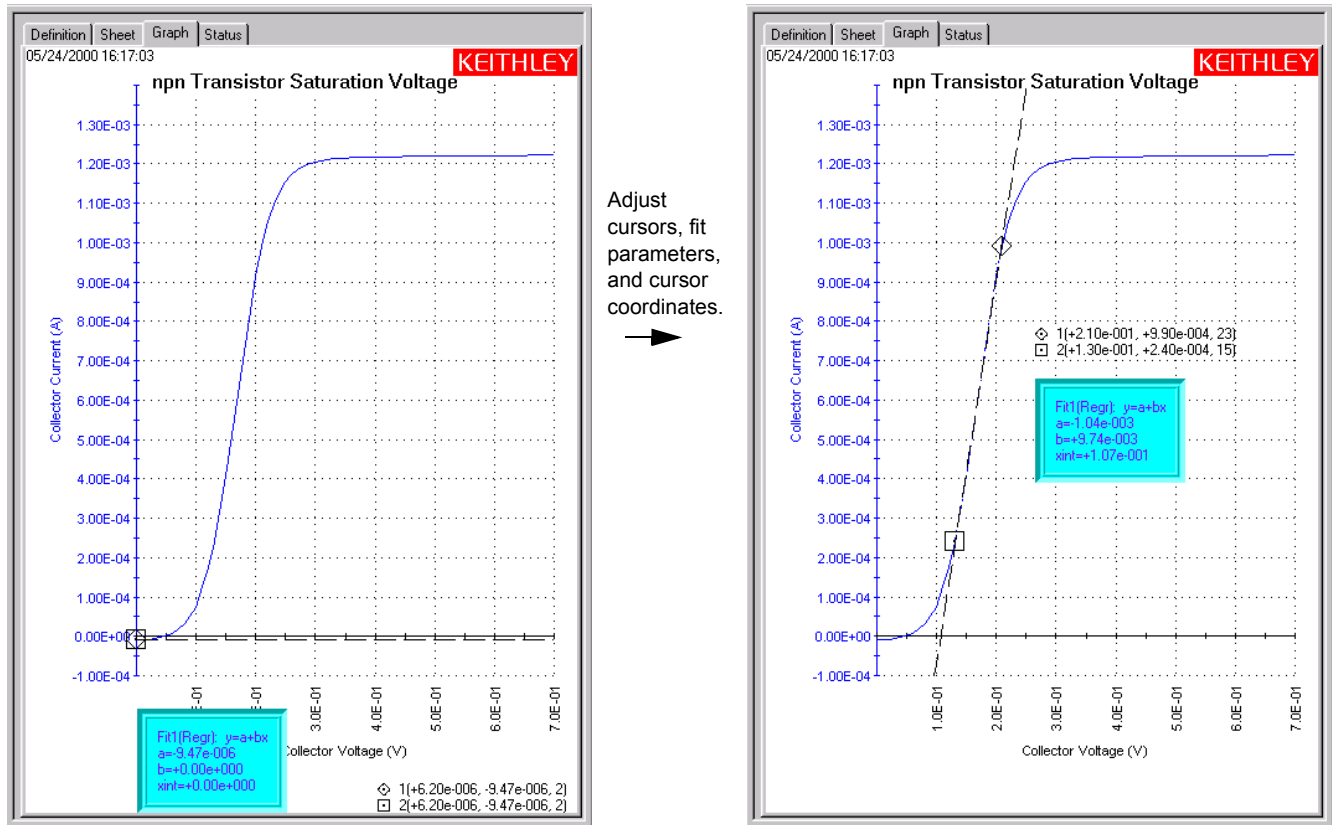 Definition Sheet Graph Status
05/24/2000 16:17:03
KEITHLEY
npn Transistor Saturation Voltage
1.30E-03
1.20E-03
1.10E-03
1.00E-03
9.00E-04
8.00E-04
7.00E-04
6.00E-04
5.00E-04
4.00E-04
3.00E-04
2.00E-04
1.00E-04
0.00E+00
-1.00E-04
Collector Current (A)
3.0E-01
4.0E-01
5.0E-01
6.0E-01
7.0E-01
Collector Voltage (V)
Fit1(Regr): y=a+bx
a=-9.47e-006
b=+0.00e+000
xint=+0.00e+000
1(+6.20e-006, -9.47e-006, 2)
2(+6.20e-006, -9.47e-006, 2)
Adjust
cursors, fit
parameters,
and cursor
coordinates.
Definition Sheet Graph Status
05/24/2000 16:17:03
KEITHLEY
npn Transistor Saturation Voltage
1.30E-03
1.20E-03
1.10E-03
1.00E-03
9.00E-04
8.00E-04
7.00E-04
6.00E-04
5.00E-04
4.00E-04
3.00E-04
2.00E-04
1.00E-04
0.00E+00
-1.00E-04
Collector Current (A)
1(+2.10e-001, +9.90e-004, 23)
2(+1.30e-001, +2.40e-004, 15)
Fit1(Regr): y=a+bx
a=-1.04e-003
b=+9.74e-003
xint=+1.07e-001
1.0E-01
2.0E-01
3.0E-01
4.0E-01
5.0E-01
6.0E-01
7.0E-01
Collector Voltage (V)